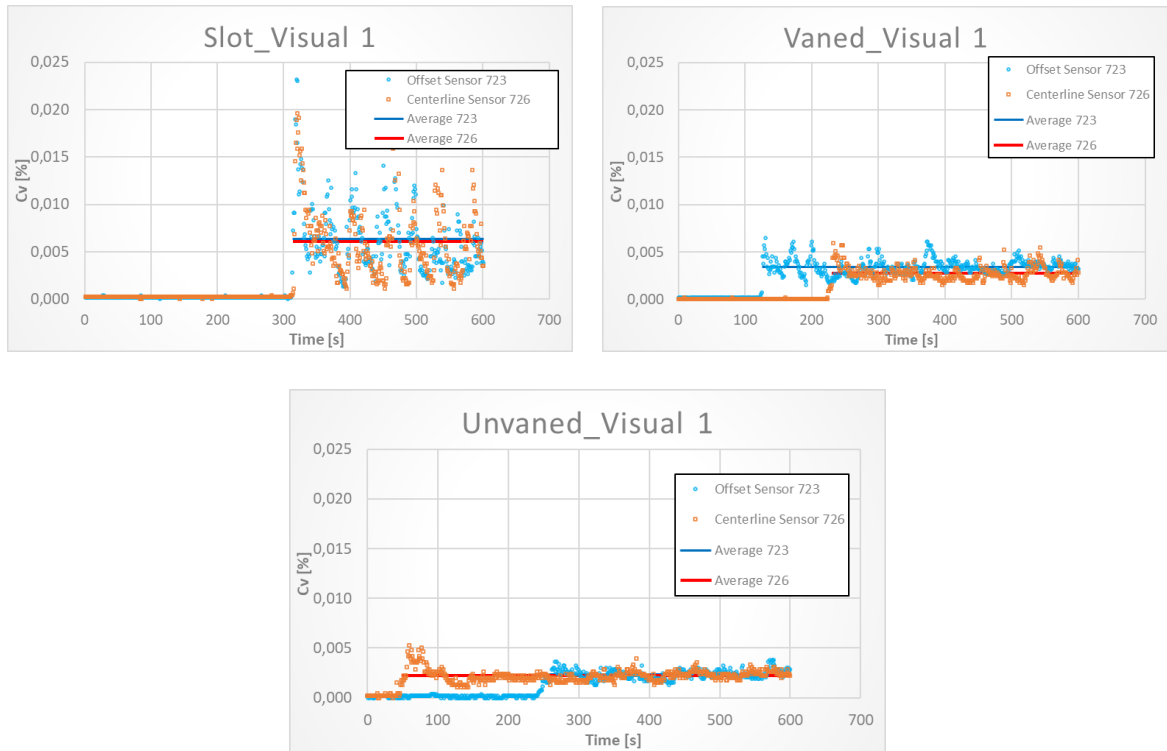 Slot_Visual 1
0,025
0,020
0,015
0,010
0,005
0,000
Cv [%]
Offset Sensor 723
Centerline Sensor 726
Average 723
Average 726
0 100 200 300 400 500 600 700
Time [s]
Vaned_Visual 1
0,025
0,020
0,015
0,010
0,005
0,000
Cv [%]
Offset Sensor 723
Centerline Sensor 726
Average 723
Average 726
0 100 200 300 400 500 600 700
Time [s]
Unvaned_Visual 1
0,025
0,020
0,015
0,010
0,005
0,000
Cv [%]
Offset Sensor 723
Centerline Sensor 726
Average 723
Average 726
0 100 200 300 400 500 600 700
Time [s]